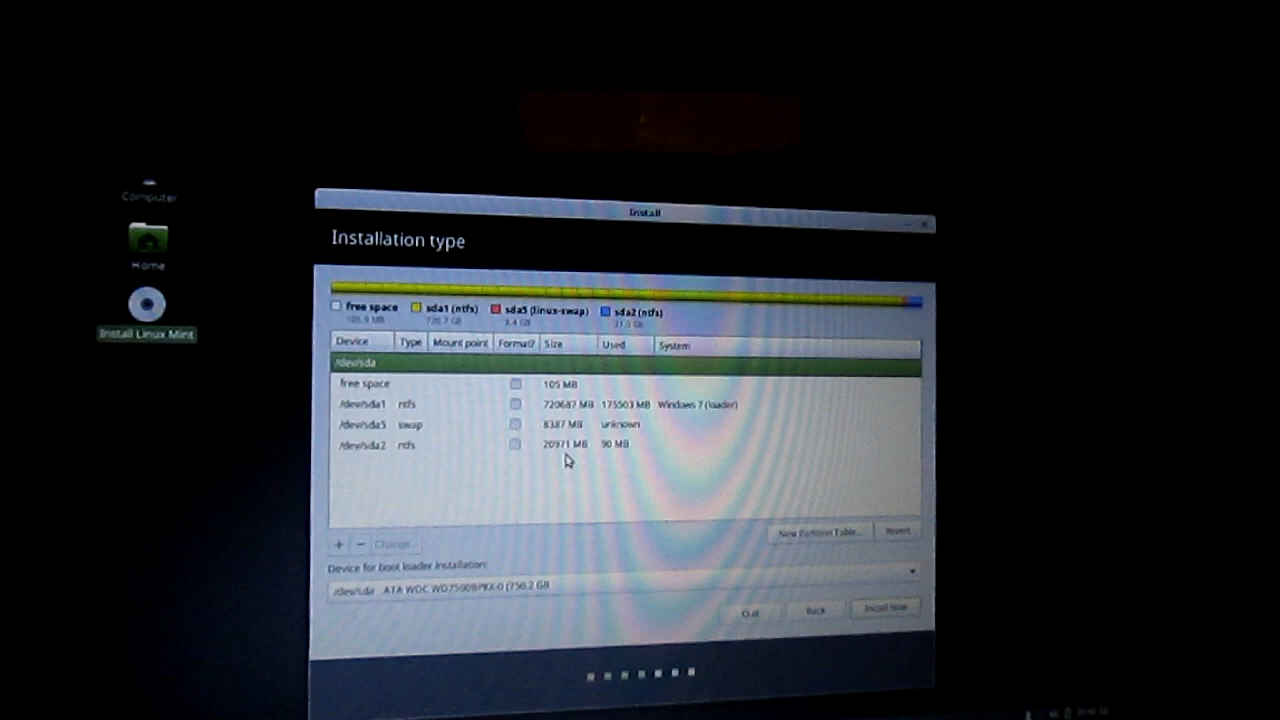 Computer
Home
Install Linux Mint
Install
Installation type
free space sda1 (ntfs) sda5 (linux-swap) sda2 (ntfs)
105.9 MB 720.7 GB 8.4 GB 21.0 GB
Device Type Mount point Format? Size Used System
/dev/sda
free space 105 MB
/dev/sda1 ntfs 720687 MB 175503 MB Windows 7 (loader)
/dev/sda5 swap 8387 MB unknown
/dev/sda2 ntfs 20971 MB 90 MB
+ − Change...
New Partition Table... Revert
Device for boot loader installation:
/dev/sda ATA WDC WD7500BPKX-0 (750.2 GB
Quit Back Install Now